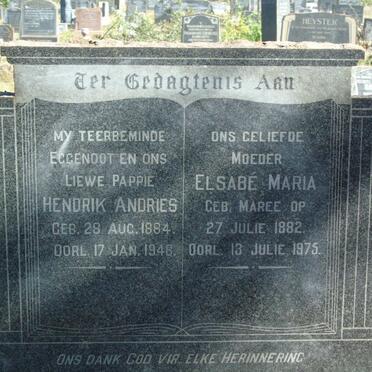 HEYSTEK
Ter Gedagtenis Aan
MY TEERBEMINDE
EGGENOOT EN ONS
LIEWE PAPPIE
HENDRIK ANDRIES
GEB. 28 AUG. 1884.
OORL. 17 JAN. 1946.
ONS GELIEFDE
MOEDER
ELSABÉ MARIA
GEB. MAREE OP
27 JULIE 1882.
OORL. 13 JULIE 1975.
ONS DANK GOD VIR ELKE HERINNERING